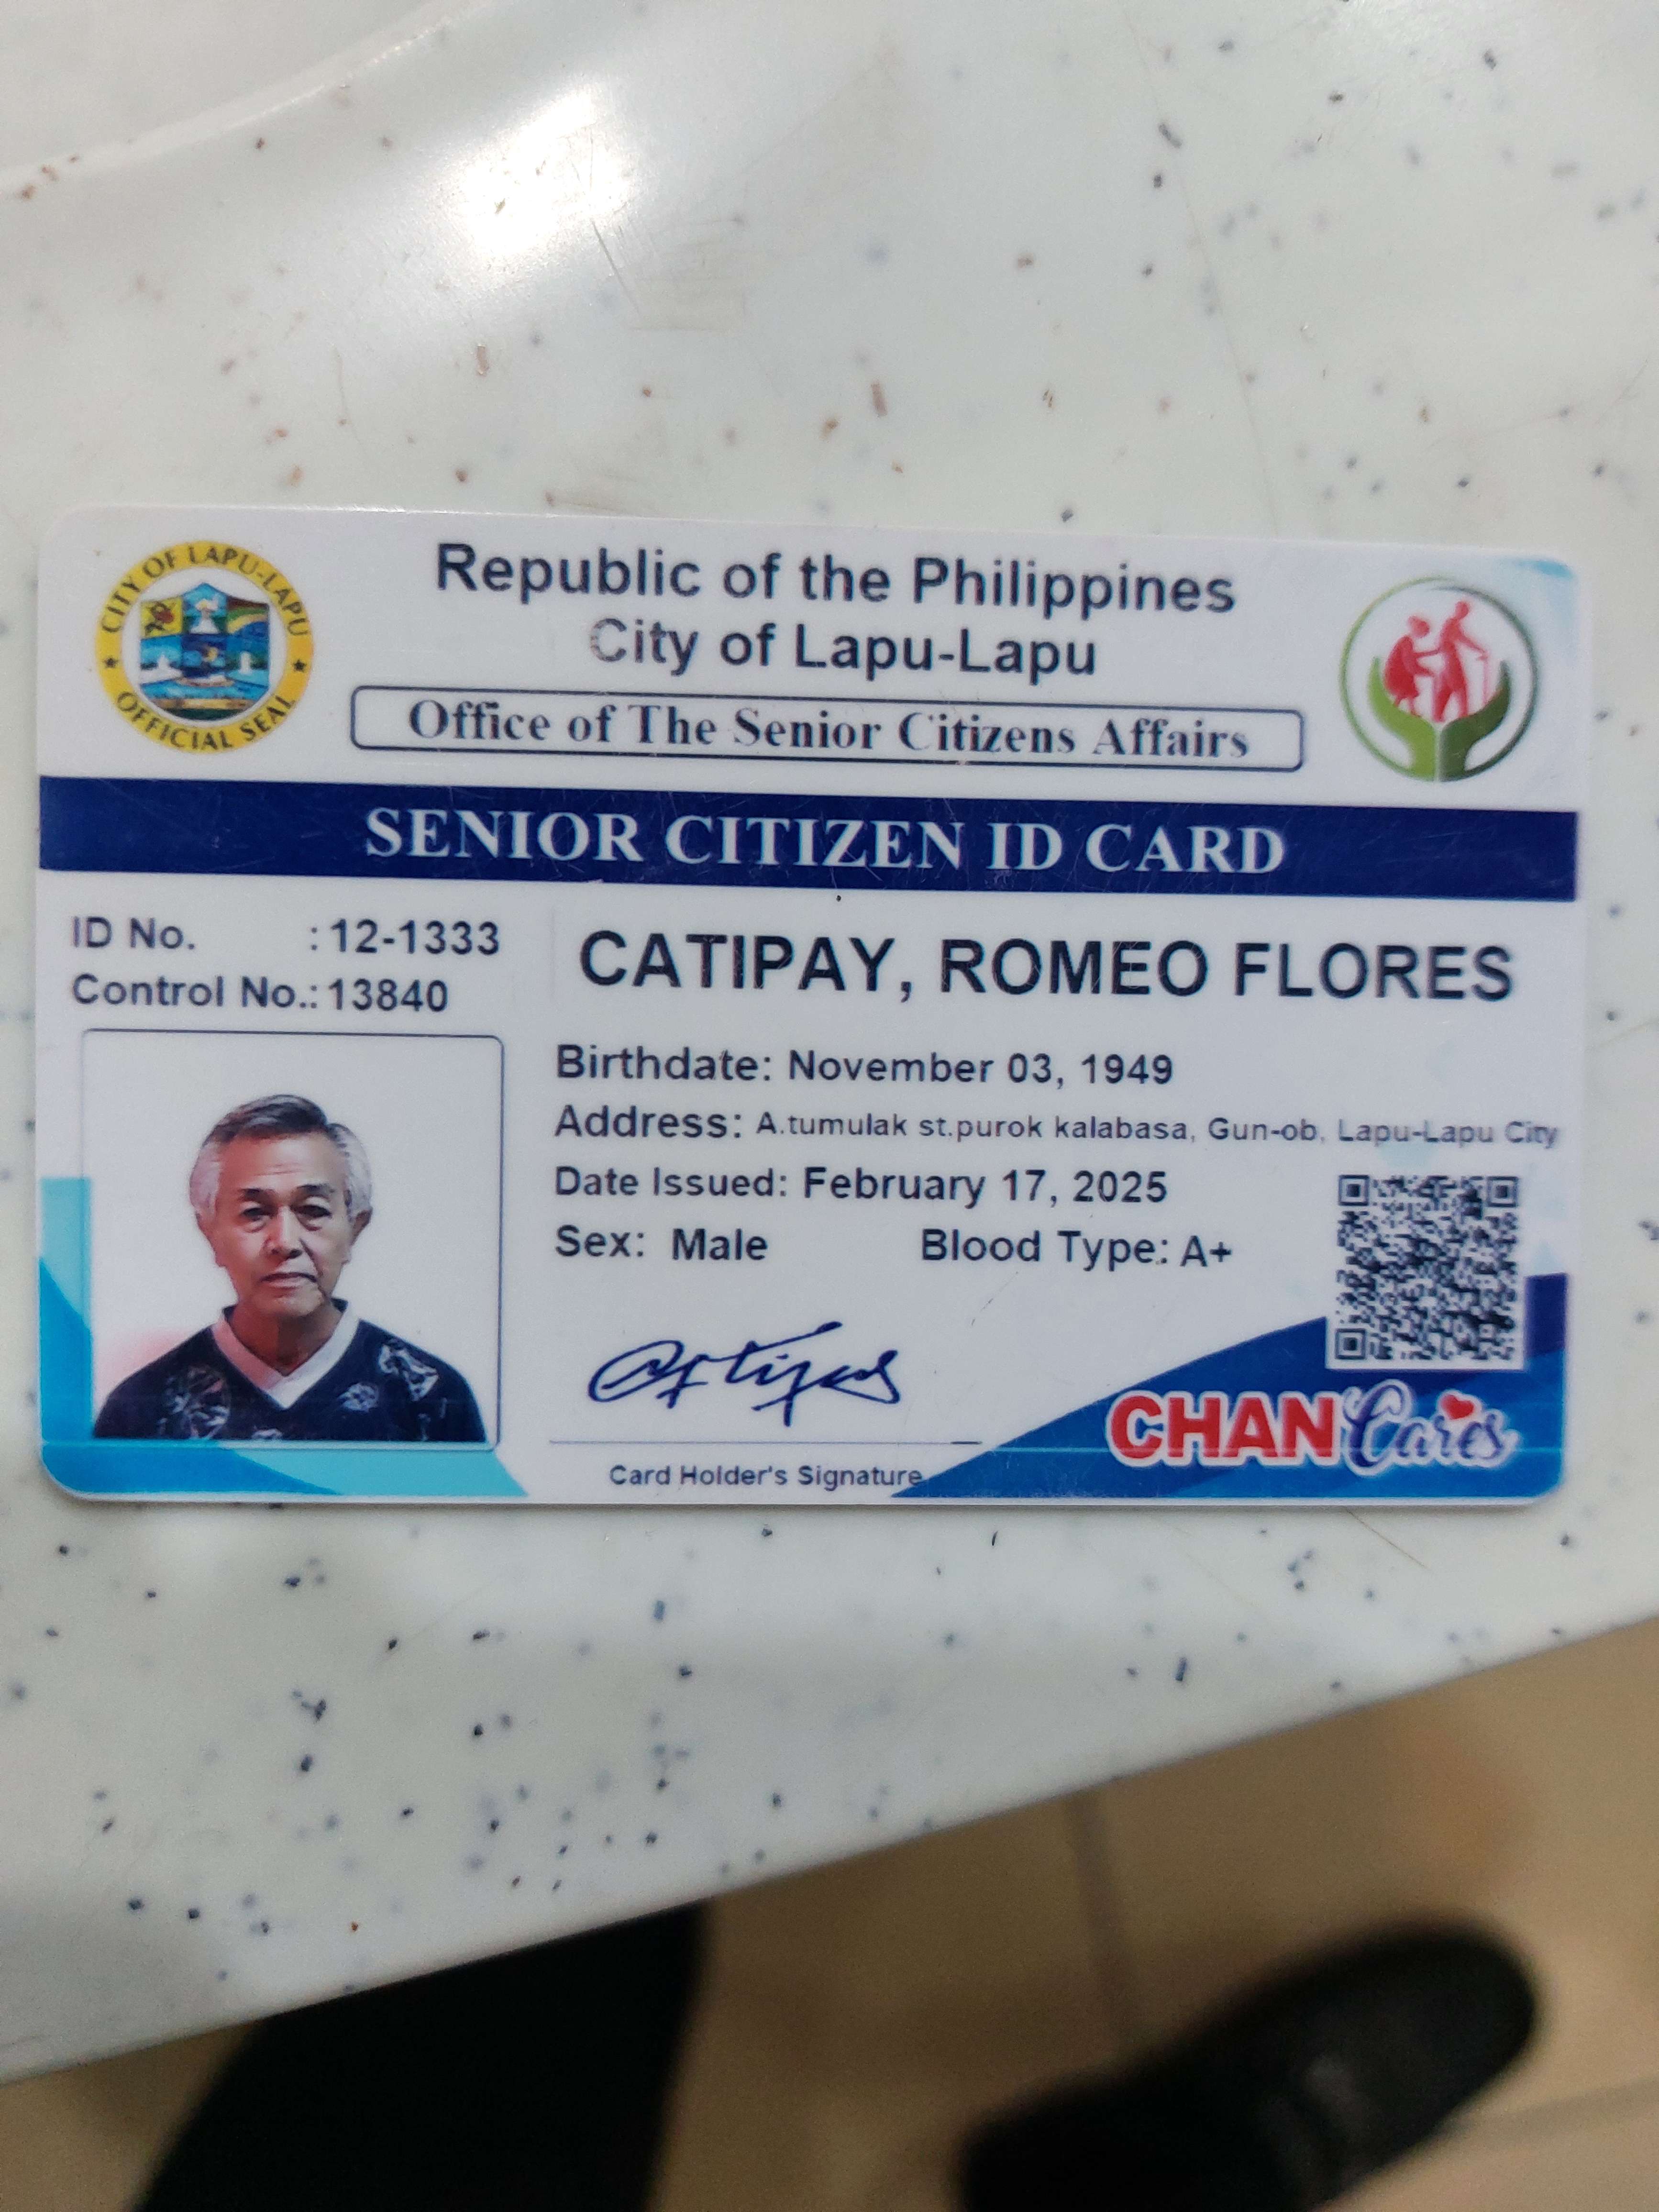 CITY OF LAPU-LAPU
OFFICIAL SEAL
Republic of the Philippines
City of Lapu-Lapu
Office of The Senior Citizens Affairs
SENIOR CITIZEN ID CARD
ID No. : 12-1333
Control No.: 13840
CATIPAY, ROMEO FLORES
Birthdate: November 03, 1949
Address: A.tumulak st.purok kalabasa, Gun-ob, Lapu-Lapu City
Date Issued: February 17, 2025
Sex: Male Blood Type: A+
Card Holder's Signature
CHAN Cares